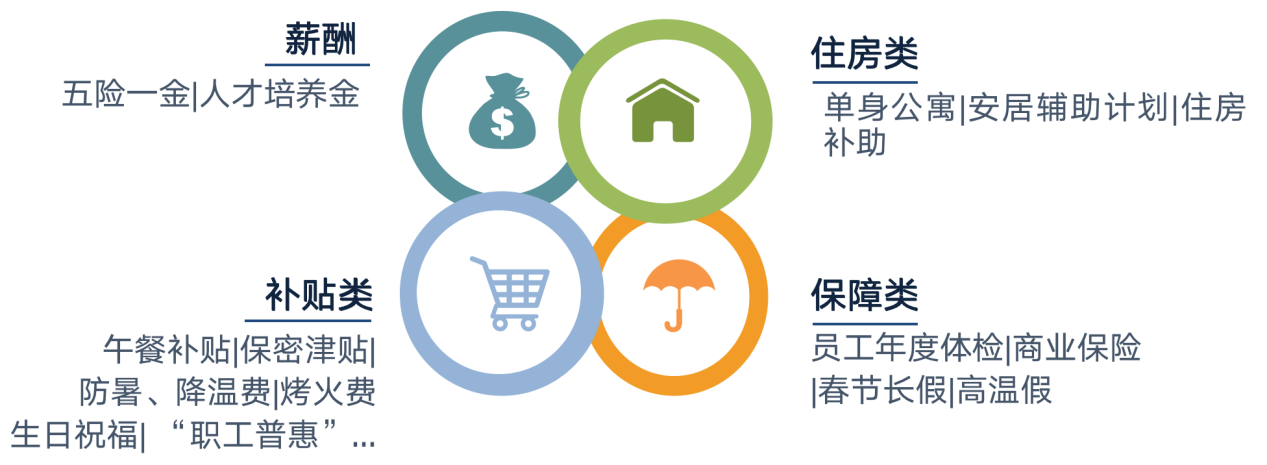 薪酬
五险一金|人才培养金
住房类
单身公寓|安居辅助计划|住房
补助
补贴类
午餐补贴|保密津贴|
防暑、降温费|烤火费
生日祝福| “职工普惠”...
保障类
员工年度体检|商业保险
|春节长假|高温假
$